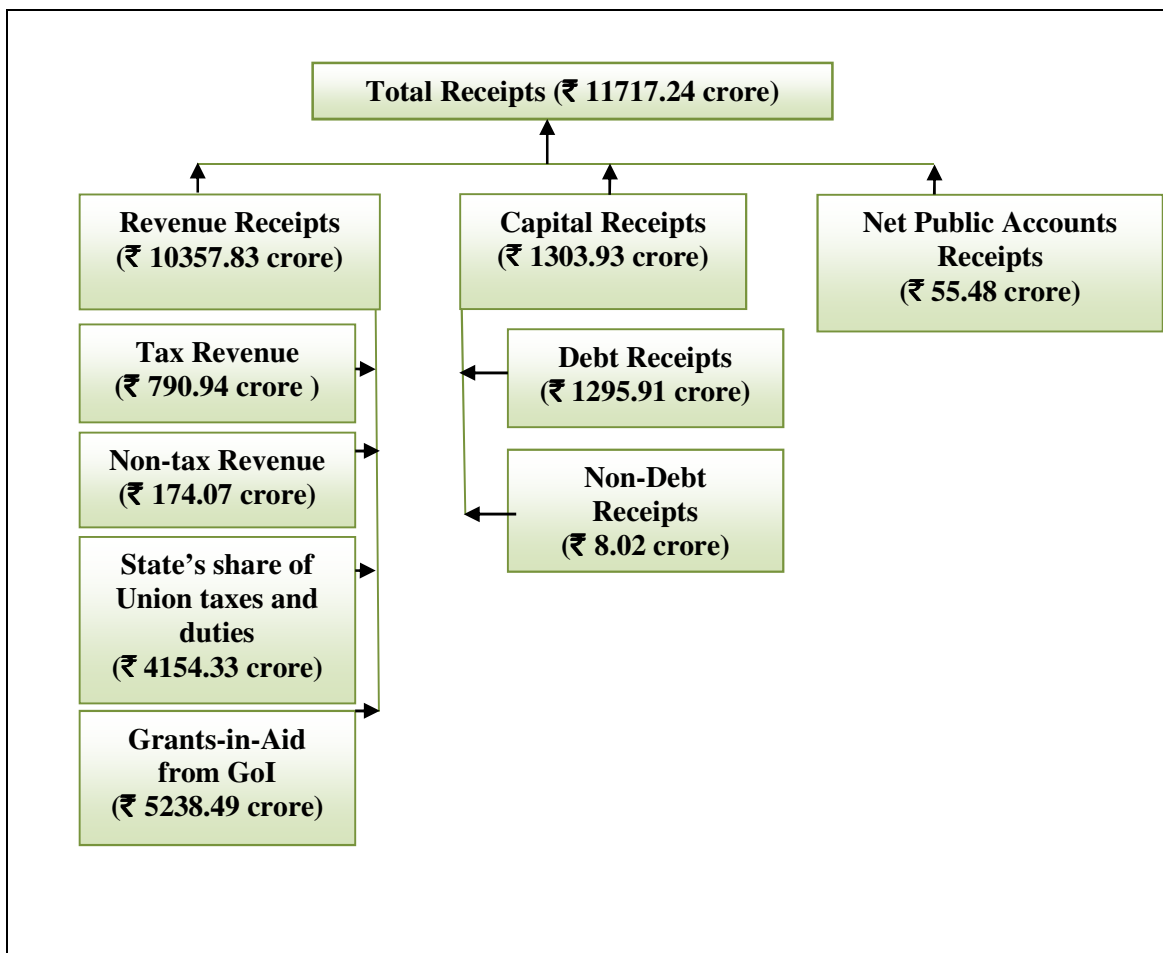 Total Receipts (₹ 11717.24 crore)
Revenue Receipts
(₹ 10357.83 crore)
Tax Revenue
(₹ 790.94 crore )
Non-tax Revenue
(₹ 174.07 crore)
State’s share of
Union taxes and
duties
(₹ 4154.33 crore)
Grants-in-Aid
from GoI
(₹ 5238.49 crore)
Capital Receipts
(₹ 1303.93 crore)
Debt Receipts
(₹ 1295.91 crore)
Non-Debt
Receipts
(₹ 8.02 crore)
Net Public Accounts
Receipts
(₹ 55.48 crore)